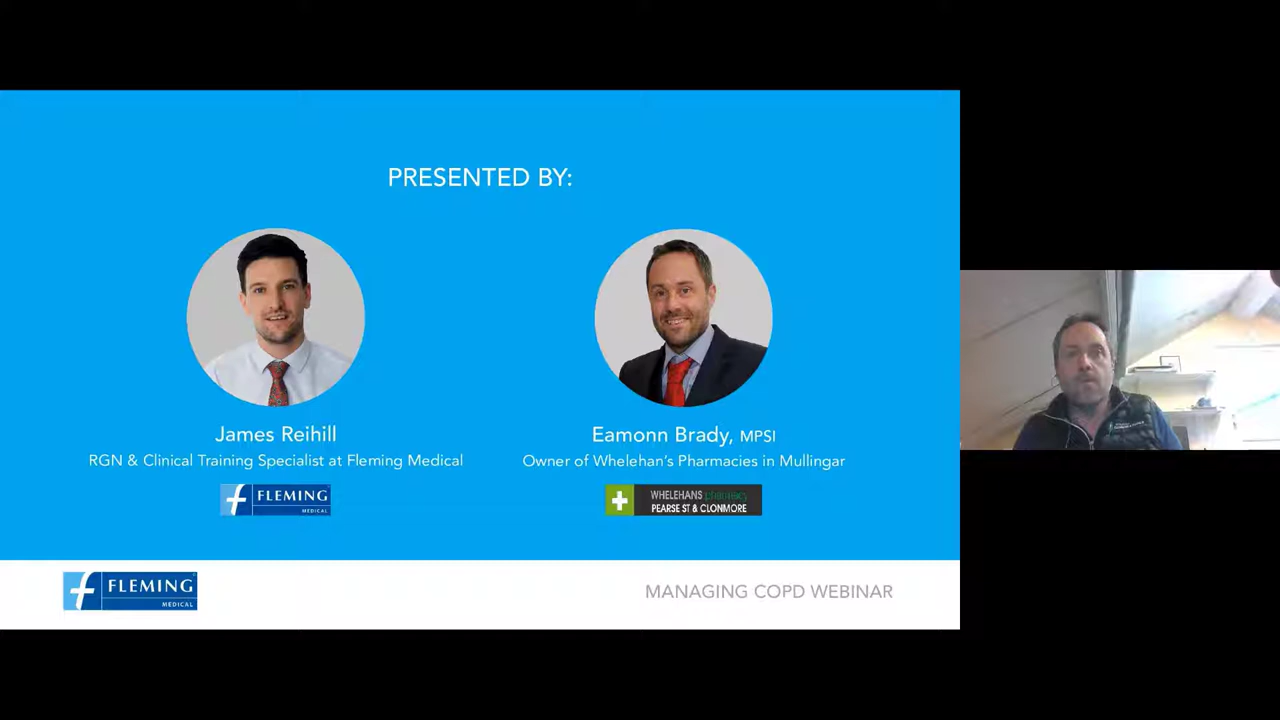 PRESENTED BY:
James Reihill
RGN & Clinical Training Specialist at Fleming Medical
FLEMING
MEDICAL
Eamonn Brady, MPSI
Owner of Whelehan's Pharmacies in Mullingar
WHELEHANS pharmacy
PEARSE ST & CLONMORE
FLEMING
MEDICAL
MANAGING COPD WEBINAR